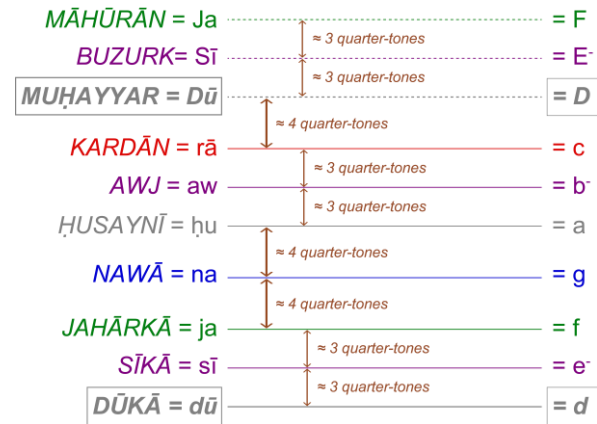 MĀHŪRĀN = Ja = F
≈ 3 quarter-tones
BUZURK= Sī = E⁻
≈ 3 quarter-tones
MUḤAYYAR = Dū = D
≈ 4 quarter-tones
KARDĀN = rā = c
≈ 3 quarter-tones
AWJ = aw = b⁻
≈ 3 quarter-tones
ḤUSAYNĪ = ḥu = a
≈ 4 quarter-tones
NAWĀ = na = g
≈ 4 quarter-tones
JAHĀRKĀ = ja = f
≈ 3 quarter-tones
SĪKĀ = sī = e⁻
≈ 3 quarter-tones
DŪKĀ = dū = d